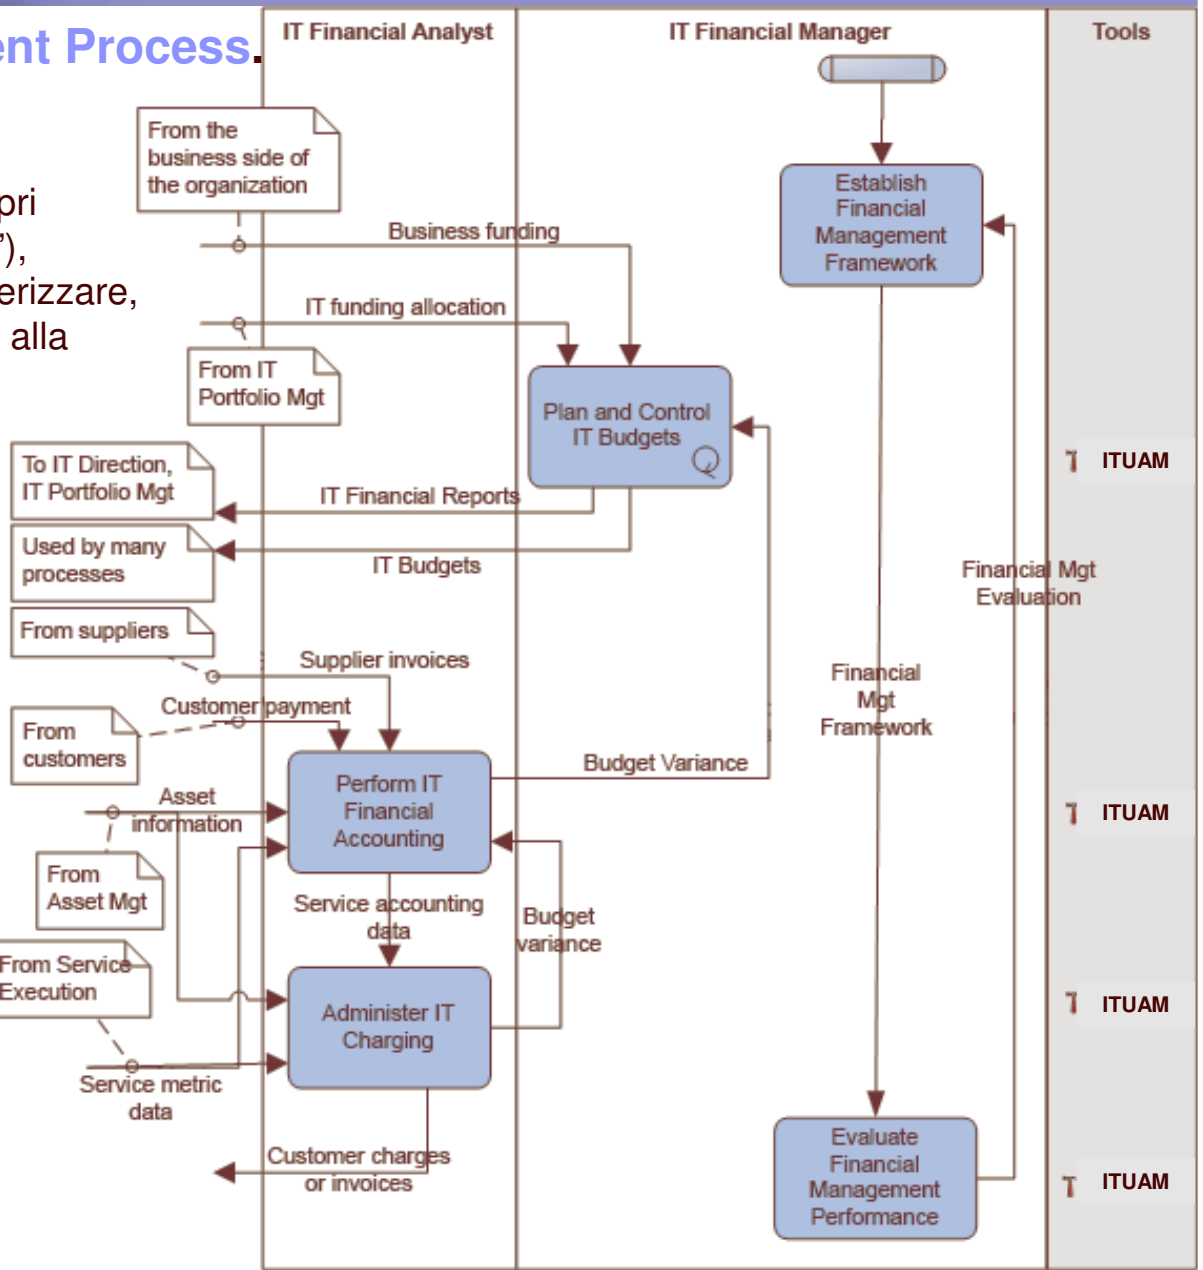 IT Financial Analyst
IT Financial Manager
Tools
Process.
From the
business side of
the organization
alla
Business funding
Establish
Financial
Management
Framework
IT funding allocation
From IT
Portfolio Mgt
Plan and Control
IT Budgets
To IT Direction,
IT Portfolio Mgt
IT Financial Reports
ITUAM
Used by many
processes
IT Budgets
Financial Mgt
Evaluation
From suppliers
Supplier invoices
Financial
Mgt
Framework
Customer payment
From
customers
Budget Variance
Perform IT
Financial
Accounting
Asset
information
ITUAM
From
Asset Mgt
Service accounting
data
Budget
variance
From Service
Execution
Administer IT
Charging
ITUAM
Service metric
data
Customer charges
or invoices
Evaluate
Financial
Management
Performance
ITUAM